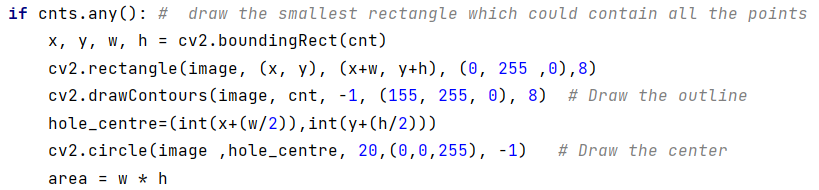 if cnts.any(): #  draw the smallest rectangle which could contain all the points
    x, y, w, h = cv2.boundingRect(cnt)
    cv2.rectangle(image, (x, y), (x+w, y+h), (0, 255 ,0),8)
    cv2.drawContours(image, cnt, -1, (155, 255, 0), 8)  # Draw the outline
    hole_centre=(int(x+(w/2)),int(y+(h/2)))
    cv2.circle(image ,hole_centre, 20,(0,0,255), -1)   # Draw the center
    area = w * h